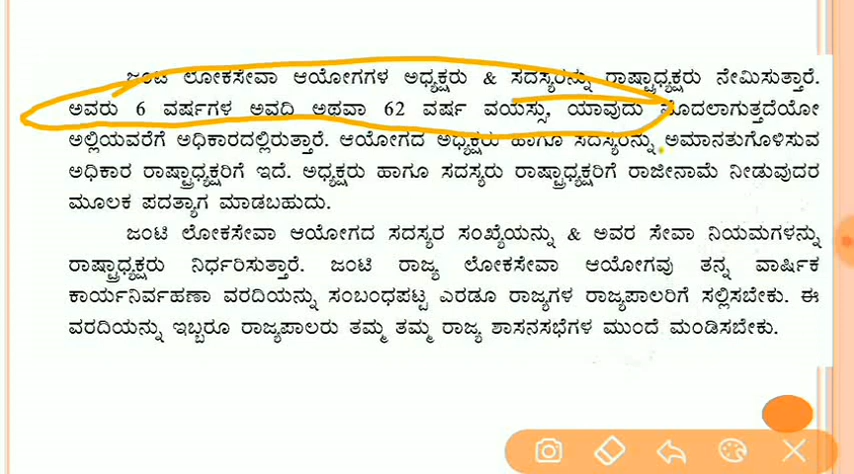 ಜಂಟಿ ಲೋಕಸೇವಾ ಆಯೋಗಗಳ ಅಧ್ಯಕ್ಷರು & ಸದಸ್ಯರನ್ನು ರಾಷ್ಟ್ರಾಧ್ಯಕ್ಷರು ನೇಮಿಸುತ್ತಾರೆ.
ಅವರು 6 ವರ್ಷಗಳ ಅವದಿ ಅಥವಾ 62 ವರ್ಷ ವಯಸ್ಸು, ಯಾವುದು ಮೊದಲಾಗುತ್ತದೆಯೋ
ಅಲ್ಲಿಯವರೆಗೆ ಅಧಿಕಾರದಲ್ಲಿರುತ್ತಾರೆ. ಆಯೋಗದ ಅಧ್ಯಕ್ಷರು ಹಾಗೂ ಸದಸ್ಯರನ್ನು ಅಮಾನತುಗೊಳಿಸುವ
ಅಧಿಕಾರ ರಾಷ್ಟ್ರಾಧ್ಯಕ್ಷರಿಗೆ ಇದೆ. ಅಧ್ಯಕ್ಷರು ಹಾಗೂ ಸದಸ್ಯರು ರಾಷ್ಟ್ರಾಧ್ಯಕ್ಷರಿಗೆ ರಾಜೀನಾಮೆ ನೀಡುವುದರ
ಮೂಲಕ ಪದತ್ಯಾಗ ಮಾಡಬಹುದು.
ಜಂಟಿ ಲೋಕಸೇವಾ ಆಯೋಗದ ಸದಸ್ಯರ ಸಂಖ್ಯೆಯನ್ನು & ಅವರ ಸೇವಾ ನಿಯಮಗಳನ್ನು
ರಾಷ್ಟ್ರಾಧ್ಯಕ್ಷರು ನಿರ್ಧರಿಸುತ್ತಾರೆ. ಜಂಟಿ ರಾಜ್ಯ ಲೋಕಸೇವಾ ಆಯೋಗವು ತನ್ನ ವಾರ್ಷಿಕ
ಕಾರ್ಯನಿರ್ವಹಣಾ ವರದಿಯನ್ನು ಸಂಬಂಧಪಟ್ಟ ಎರಡೂ ರಾಜ್ಯಗಳ ರಾಜ್ಯಪಾಲರಿಗೆ ಸಲ್ಲಿಸಬೇಕು. ಈ
ವರದಿಯನ್ನು ಇಬ್ಬರೂ ರಾಜ್ಯಪಾಲರು ತಮ್ಮ ತಮ್ಮ ರಾಜ್ಯ ಶಾಸನಸಭೆಗಳ ಮುಂದೆ ಮಂಡಿಸಬೇಕು.